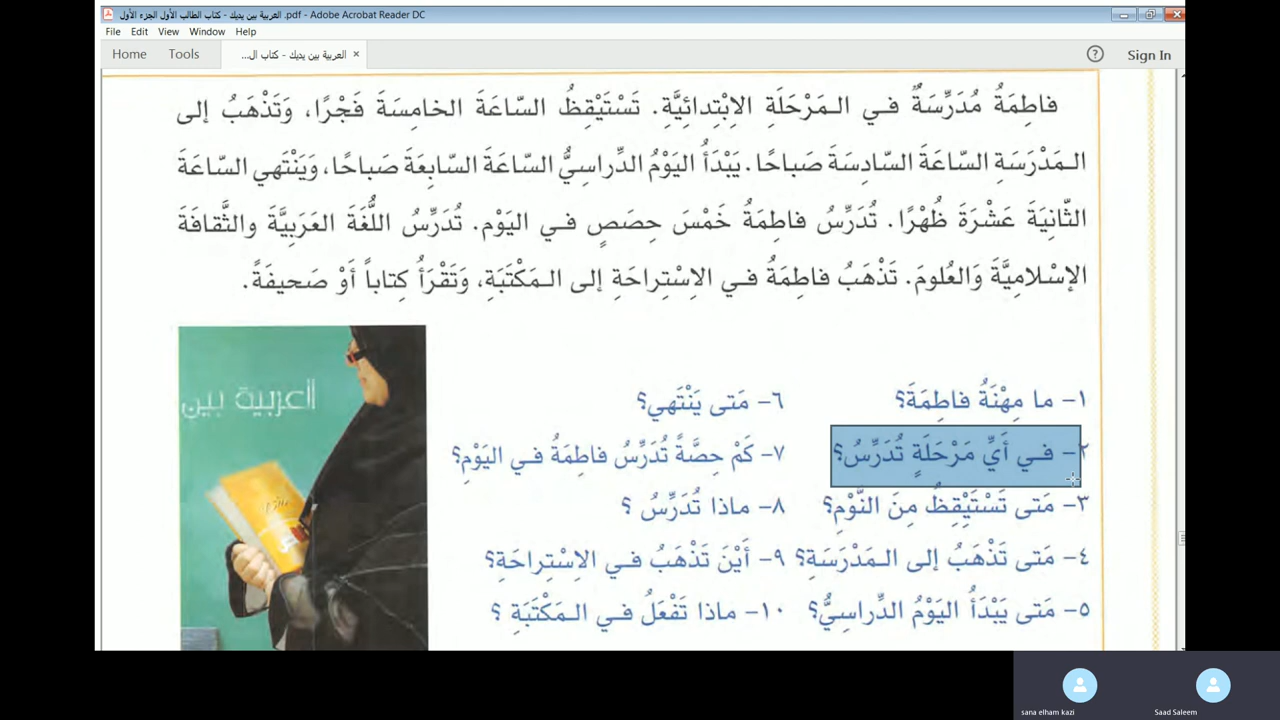 العربية بين يديك - كتاب الطالب الأول الجزء الأول.pdf - Adobe Acrobat Reader DC
File Edit View Window Help
Home Tools العربية بين يديك - كتاب ال... × ? Sign In
فاطِمَةُ مُدَرِّسَةٌ في المَرْحَلَةِ الاِبْتِدائِيَّةِ. تَسْتَيْقِظُ السّاعَةَ الخامِسَةَ فَجْرًا، وَتَذْهَبُ إلى
المَدْرَسَةِ السّاعَةَ السّادِسَةَ صَباحًا. يَبْدَأُ اليَوْمُ الدِّراسِيُّ السّاعَةَ السّابِعَةَ صَباحًا، وَيَنْتَهي السّاعَةَ
الثّانِيَةَ عَشْرَةَ ظُهْرًا. تُدَرِّسُ فاطِمَةُ خَمْسَ حِصَصٍ في اليَوْمِ. تُدَرِّسُ اللُّغَةَ العَرَبِيَّةَ والثَّقافَةَ
الإسْلامِيَّةَ وَالعُلومَ. تَذْهَبُ فاطِمَةُ في الاِسْتِراحَةِ إلى المَكْتَبَةِ، وَتَقْرَأُ كِتاباً أَوْ صَحيفَةً.
العربية بين
١- ما مِهْنَةُ فاطِمَةَ؟
٢- في أَيِّ مَرْحَلَةٍ تُدَرِّسُ؟
٣- مَتى تَسْتَيْقِظُ مِنَ النَّوْمِ؟
٤- مَتى تَذْهَبُ إلى المَدْرَسَةِ؟
٥- مَتى يَبْدَأُ اليَوْمُ الدِّراسِيُّ؟
٦- مَتى يَنْتَهي؟
٧- كَمْ حِصَّةً تُدَرِّسُ فاطِمَةُ في اليَوْمِ؟
٨- ماذا تُدَرِّسُ ؟
٩- أَيْنَ تَذْهَبُ في الاِسْتِراحَةِ؟
١٠- ماذا تَفْعَلُ في المَكْتَبَةِ ؟
sana elham kazi
Saad Saleem